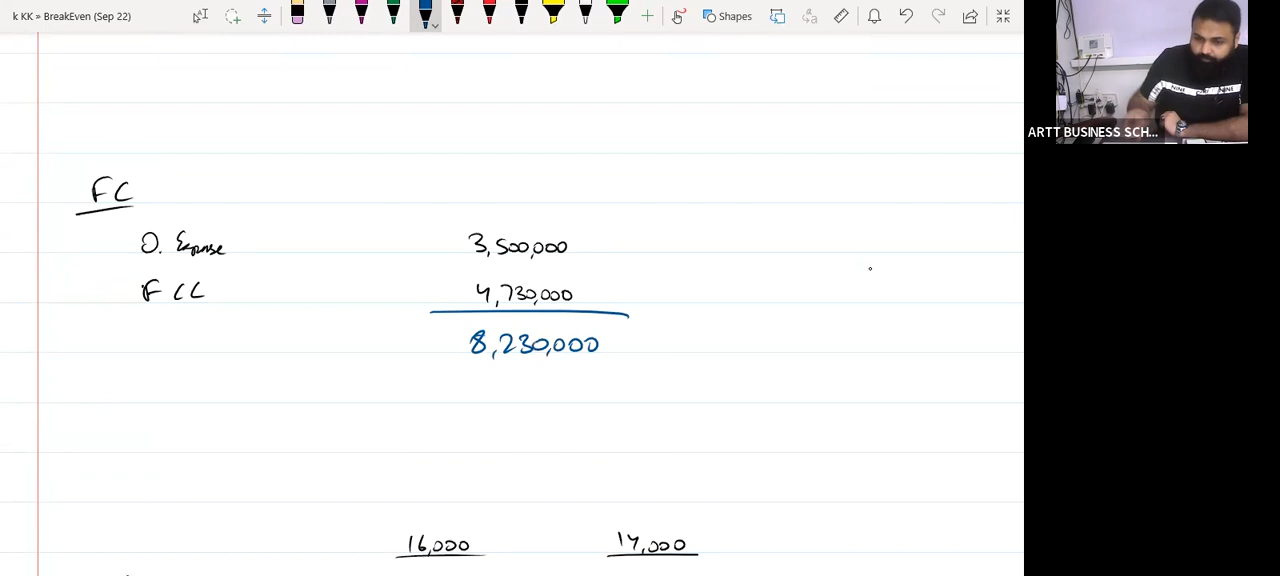 k KK » BreakEven (Sep 22)
Shapes
ARTT BUSINESS SCH...
FC
O. Expense 3,500,000
F CC 4,730,000
8,230,000
16,000 14,000